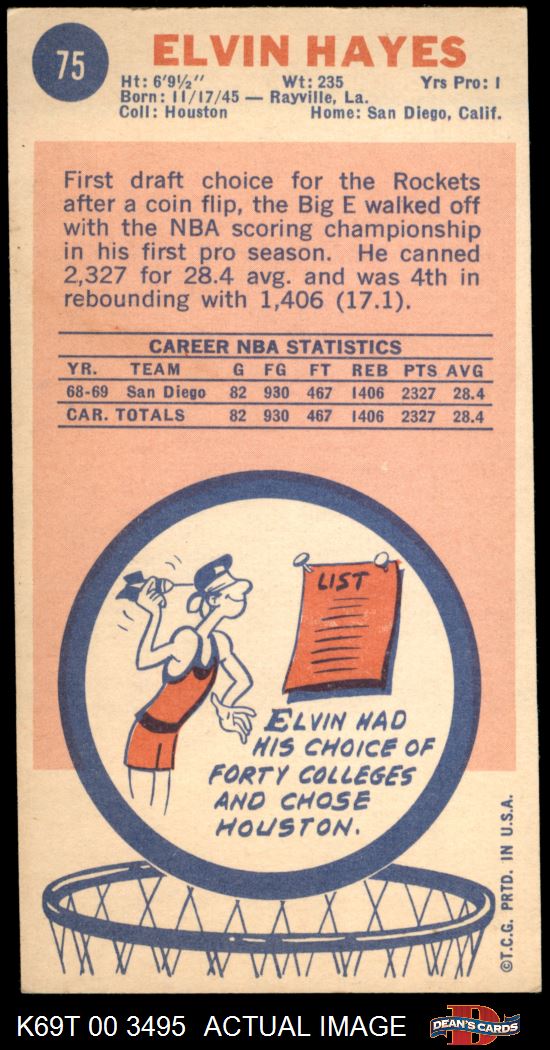 75
ELVIN HAYES
Ht: 6'9½" Wt: 235 Yrs Pro: 1
Born: 11/17/45 — Rayville, La.
Coll: Houston Home: San Diego, Calif.
First draft choice for the Rockets
after a coin flip, the Big E walked off
with the NBA scoring championship
in his first pro season. He canned
2,327 for 28.4 avg. and was 4th in
rebounding with 1,406 (17.1).
CAREER NBA STATISTICS
YR. TEAM G FG FT REB PTS AVG
68-69 San Diego 82 930 467 1406 2327 28.4
CAR. TOTALS 82 930 467 1406 2327 28.4
LIST
ELVIN HAD
HIS CHOICE OF
FORTY COLLEGES
AND CHOSE
HOUSTON.
©T.C.G. PRTD. IN U.S.A.
K69T 00 3495 ACTUAL IMAGE
D
DEAN'S CARDS